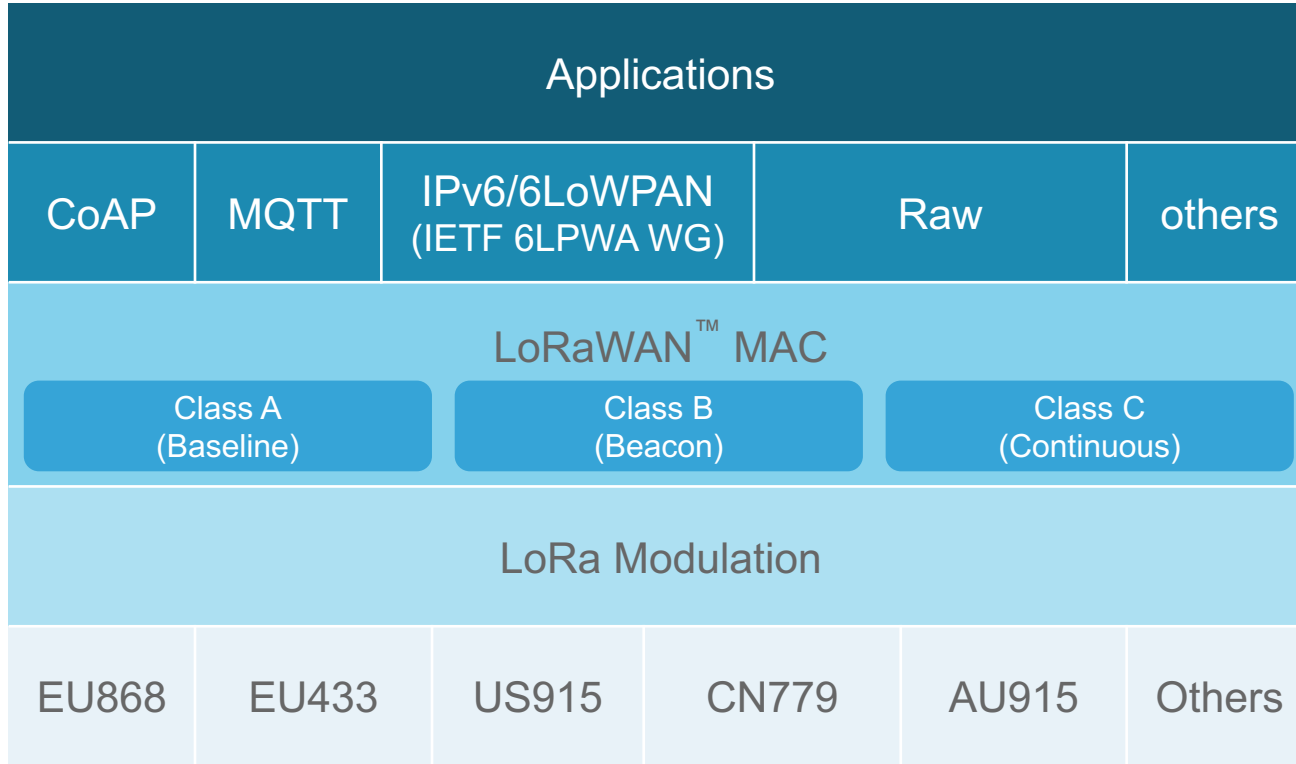 Applications
CoAP
MQTT
IPv6/6LoWPAN
(IETF 6LPWA WG)
Raw
others
LoRaWAN™ MAC
Class A
(Baseline)
Class B
(Beacon)
Class C
(Continuous)
LoRa Modulation
EU868
EU433
US915
CN779
AU915
Others